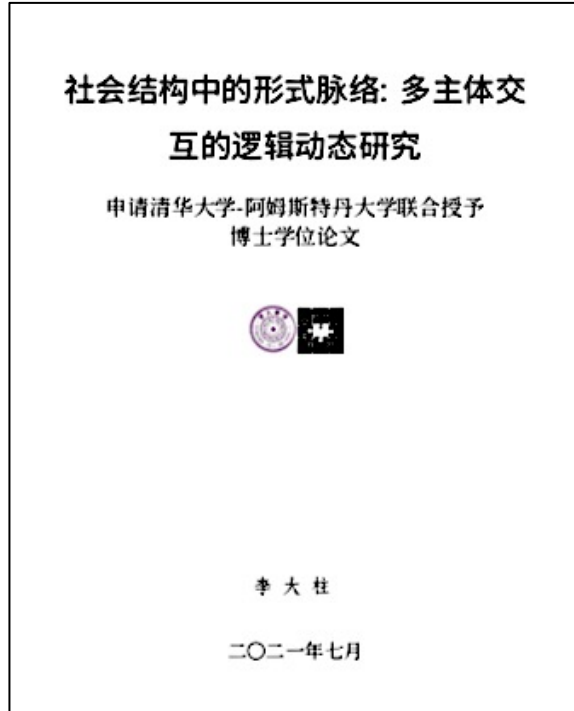 社会结构中的形式脉络: 多主体交
互的逻辑动态研究
申请清华大学-阿姆斯特丹大学联合授予
博士学位论文
李大柱
二〇二一年七月